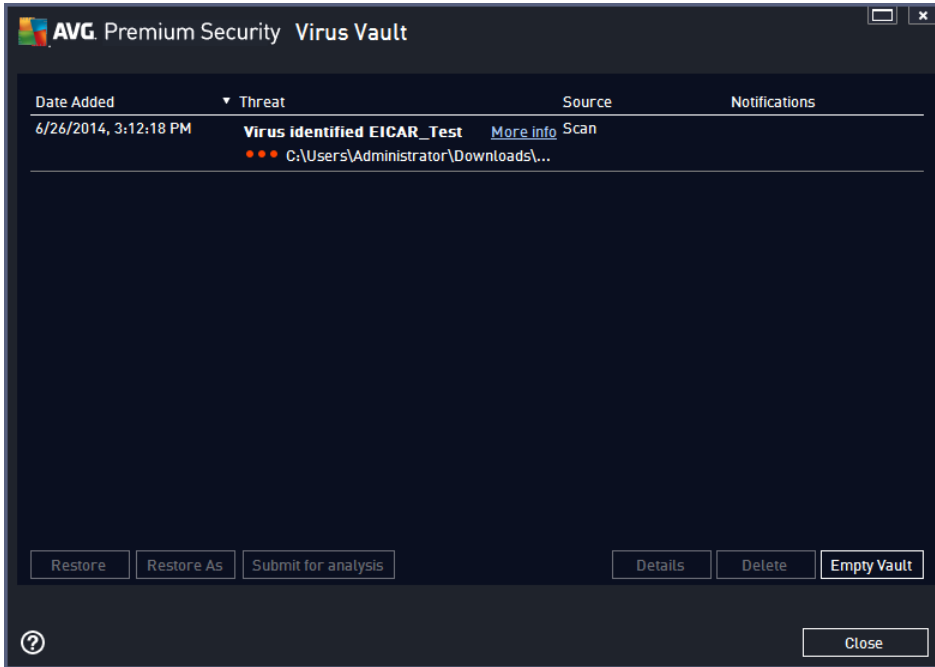 AVG. Premium Security Virus Vault
Date Added Threat Source Notifications
6/26/2014, 3:12:18 PM Virus identified EICAR_Test More info Scan
C:\Users\Administrator\Downloads\...
Restore Restore As Submit for analysis Details Delete Empty Vault
? Close